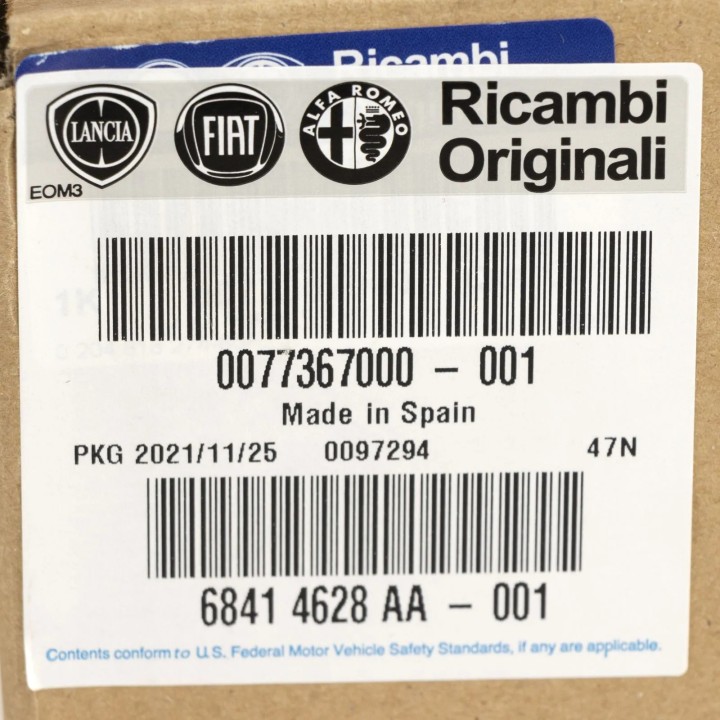 Ricambi
LANCIA
FIAT
ALFA ROMEO
Ricambi
Originali
EOM3
0077367000 - 001
Made in Spain
PKG 2021/11/25 0097294 47N
6841 4628 AA - 001
Contents conform to U.S. Federal Motor Vehicle Safety Standards, if any are applicable.